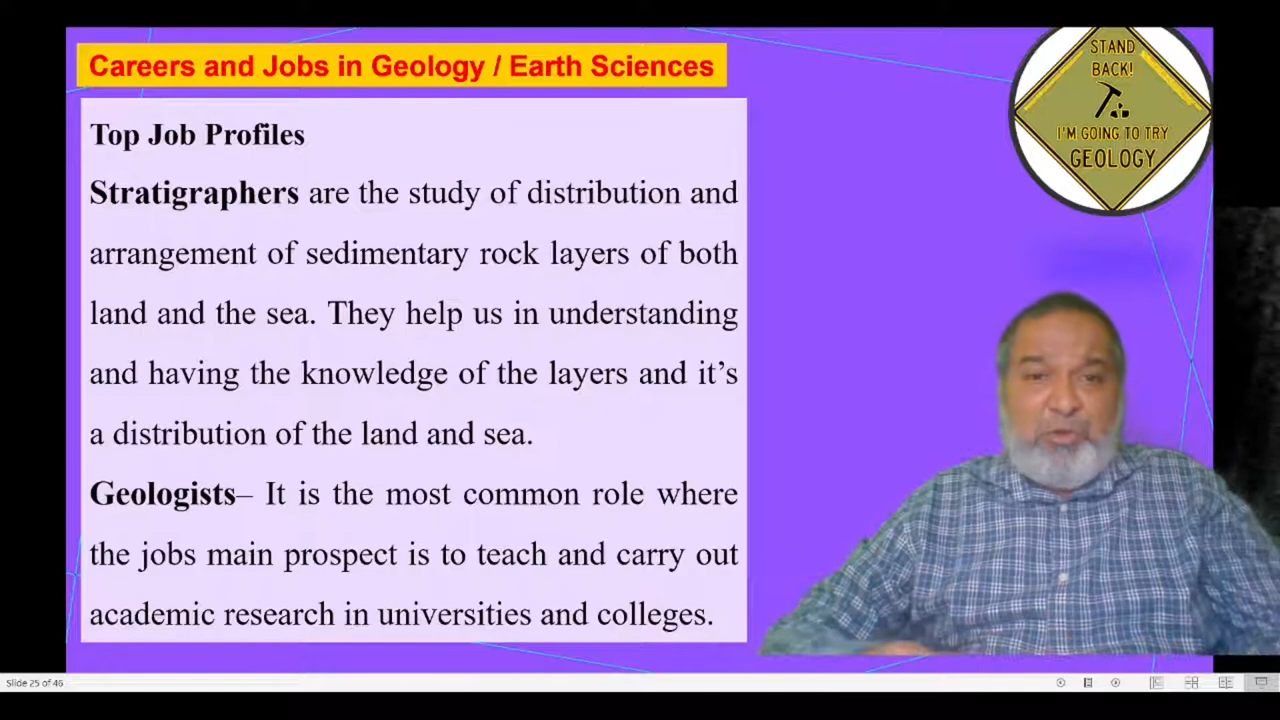 Careers and Jobs in Geology / Earth Sciences
STAND
BACK!
I'M GOING TO TRY
GEOLOGY
Top Job Profiles
Stratigraphers are the study of distribution and
arrangement of sedimentary rock layers of both
land and the sea. They help us in understanding
and having the knowledge of the layers and it’s
a distribution of the land and sea.
Geologists– It is the most common role where
the jobs main prospect is to teach and carry out
academic research in universities and colleges.
Slide 25 of 46